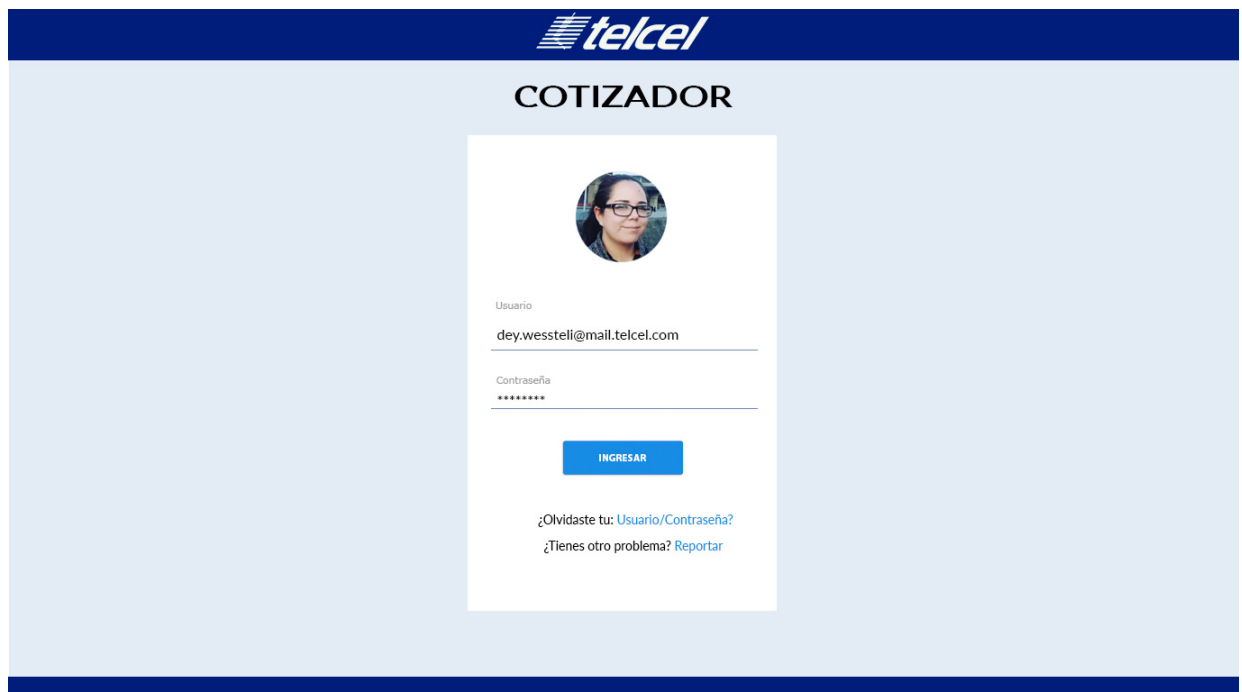 telcel
COTIZADOR
Usuario
dey.wessteli@mail.telcel.com
Contraseña
********
INGRESAR
¿Olvidaste tu: Usuario/Contraseña?
¿Tienes otro problema? Reportar